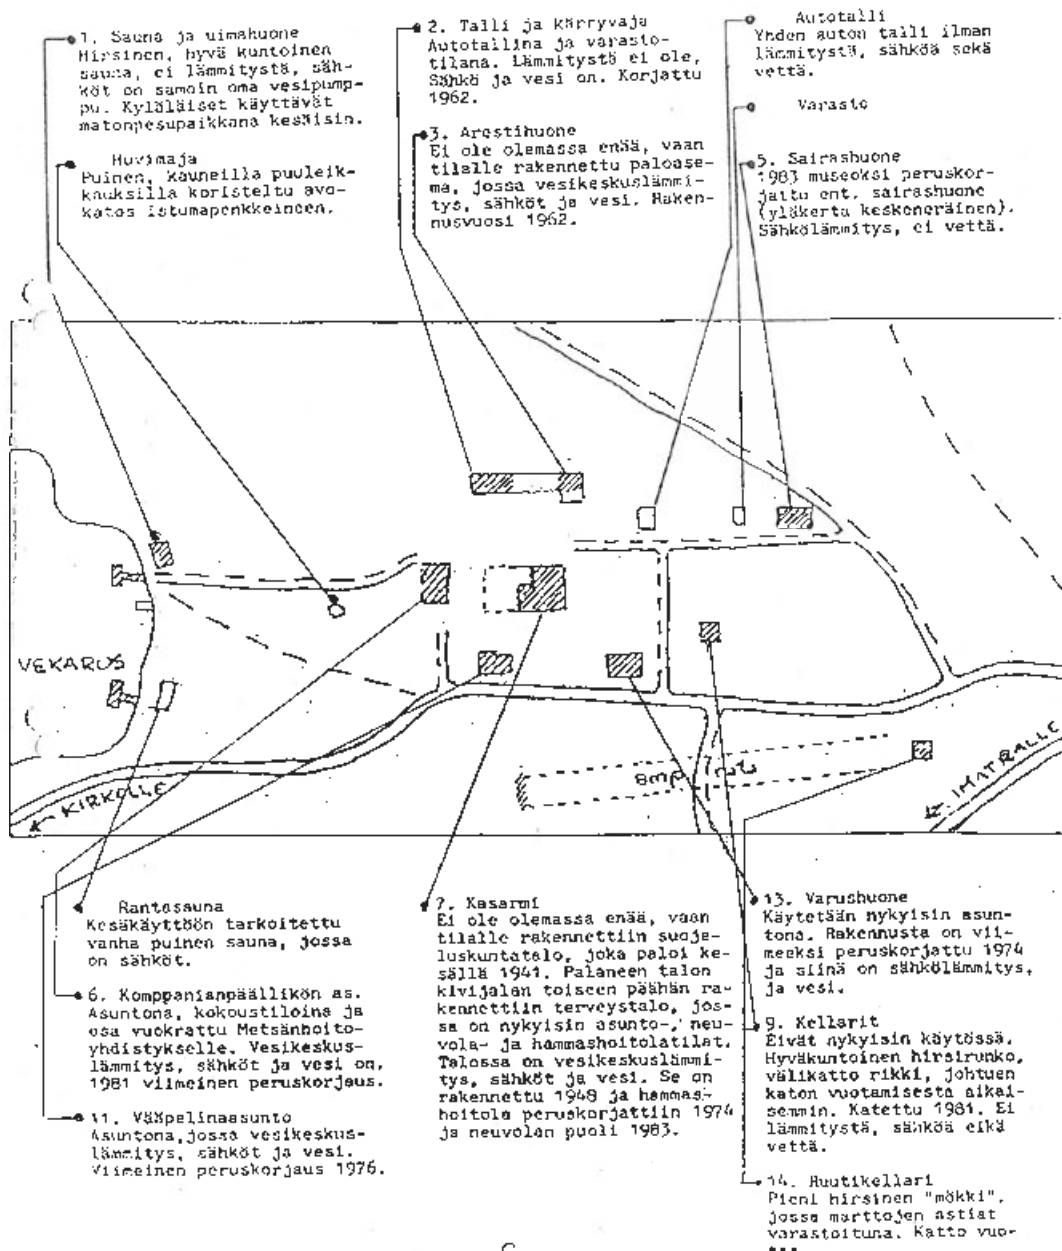 1. Sauna ja uimahuone
Hirsinen, hyvä kuntoinen
sauna, ei lämmitystä, säh-
köt on samoin oma vesipump-
pu. Kyläläiset käyttävät
matonpesupaikkana kesäisin.
Huvimaja
Puinen, kauneilla puuleik-
kauksilla koristeltu avo-
katos istumapenkkeineen.
2. Talli ja kärryvaja
Autotallina ja varasto-
tilana. Lämmitystä ei ole,
Sähkö ja vesi on. Korjattu
1962.
3. Arestihuone
Ei ole olemassa enää, vaan
tilalle rakennettu paloase-
ma, jossa vesikeskuslämmi-
tys, sähköt ja vesi. Raken-
nusvuosi 1962.
Autotalli
Yhden auton talli ilman
lämmitystä, sähköä sekä
vettä.
Varasto
5. Sairashuone
1983 museoksi peruskor-
jattu ent. sairashuone
(yläkerta keskeneräinen).
Sähkölämmitys, ei vettä.
VEKARUS
KIRKOLLE
IMATRALLE
Rantasauna
Kesäkäyttöön tarkoitettu
vanha puinen sauna, jossa
on sähköt.
6. Komppanianpäällikön as.
Asuntona, kokoustiloina ja
osa vuokrattu Metsänhoito-
yhdistykselle. Vesikeskus-
lämmitys, sähköt ja vesi on,
1981 viimeinen peruskorjaus.
11. Vääpelinasunto
Asuntona, jossa vesikeskus-
lämmitys, sähköt ja vesi.
Viimeinen peruskorjaus 1976.
7. Kasarmi
Ei ole olemassa enää, vaan
tilalle rakennettiin suoje-
luskuntatalo, joka paloi ke-
sällä 1941. Palaneen talon
kivijalan toiseen päähän ra-
kennettiin terveystalo, jos-
sa on nykyisin asunto-, neu-
vola- ja hammashoitolatilat.
Talossa on vesikeskuslämmi-
tys, sähköt ja vesi. Se on
rakennettu 1948 ja hammas-
hoitola peruskorjattiin 1974
ja neuvolan puoli 1983.
13. Varushuone
Käytetään nykyisin asun-
tona. Rakennusta on vii-
meeksi peruskorjattu 1974
ja siinä on sähkölämmitys,
ja vesi.
9. Kellarit
Eivät nykyisin käytössä.
Hyväkuntoinen hirsirunko,
välikatto rikki, johtuen
katon vuotamisesta aikai-
semmin. Katettu 1981. Ei
lämmitystä, sähköä eikä
vettä.
14. Ruutikellari
Pieni hirsinen "mökki",
jossa marttojen astiat
varastoituna. Katto vuo-
...